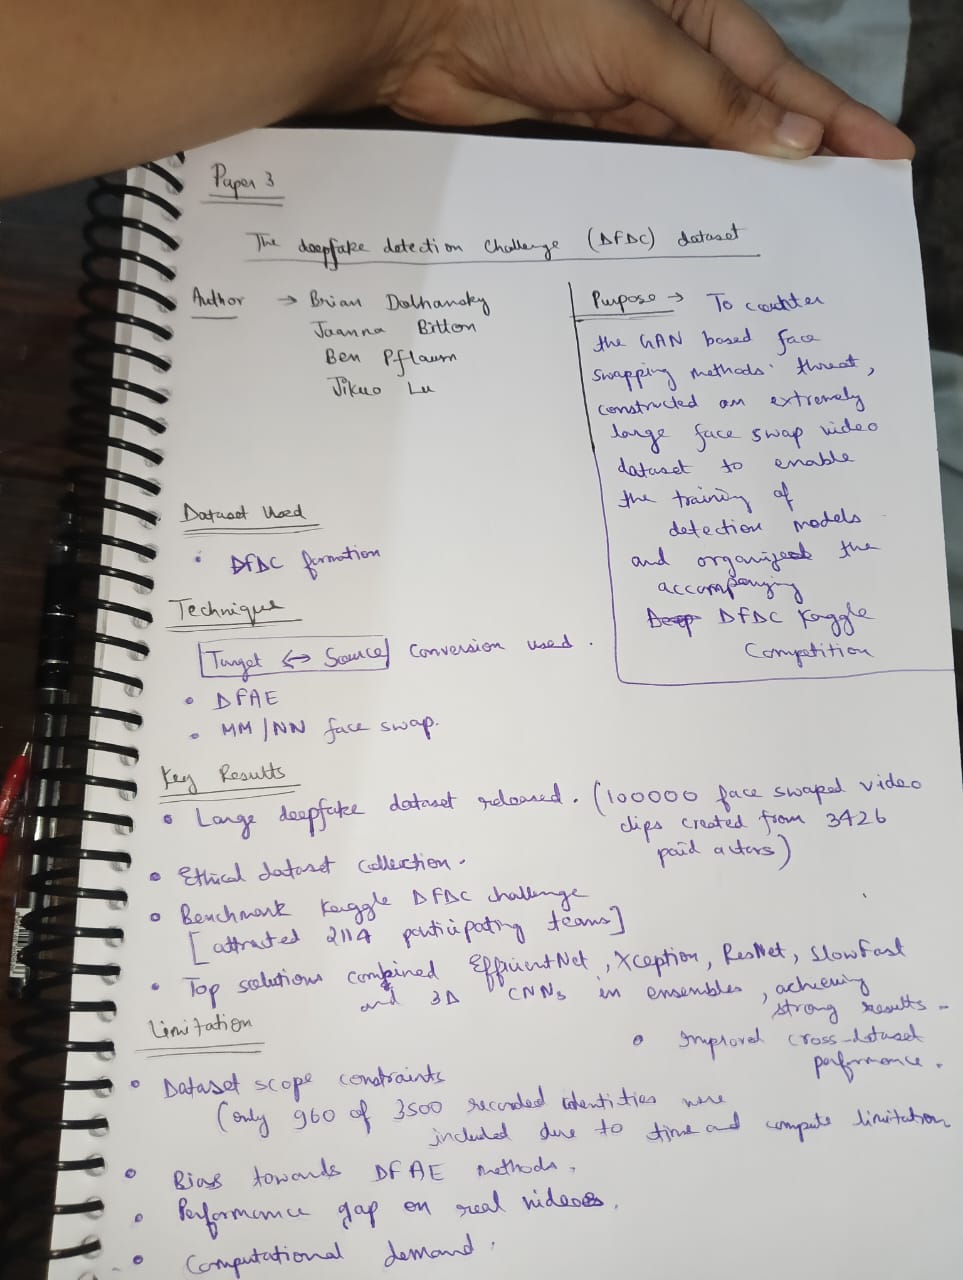 Paper 3
The deepfake detection challenge (DFDC) dataset
Author → Brian Dolhansky
Joanna Bitton
Ben Pflaum
Jikuo Lu
Purpose → To counter
the GAN based face
swapping methods' threat,
constructed an extremely
large face swap video
dataset to enable
the training of
detection models
and organized the
accompanying
DFDC Kaggle
Competition
Dataset Used
• DFDC formation
Technique
Target ↔ Source conversion used.
• DFAE
• MM/NN face swap.
Key Results
• Large deepfake dataset released. (100000 face swaped video
clips created from 3426
paid actors)
• Ethical dataset collection.
• Benchmark Kaggle DFDC challenge
[attracted 2114 participating teams]
• Top solutions combined EfficientNet, Xception, ResNet, SlowFast
and 3D CNNs in ensembles, achieving
strong results.
• Improved cross-dataset
performance.
Limitation
• Dataset scope constraints
(only 960 of 3500 recorded identities were
included due to time and compute limitation
• Bias towards DFAE methods.
• Performance gap on real videos.
• Computational demand.